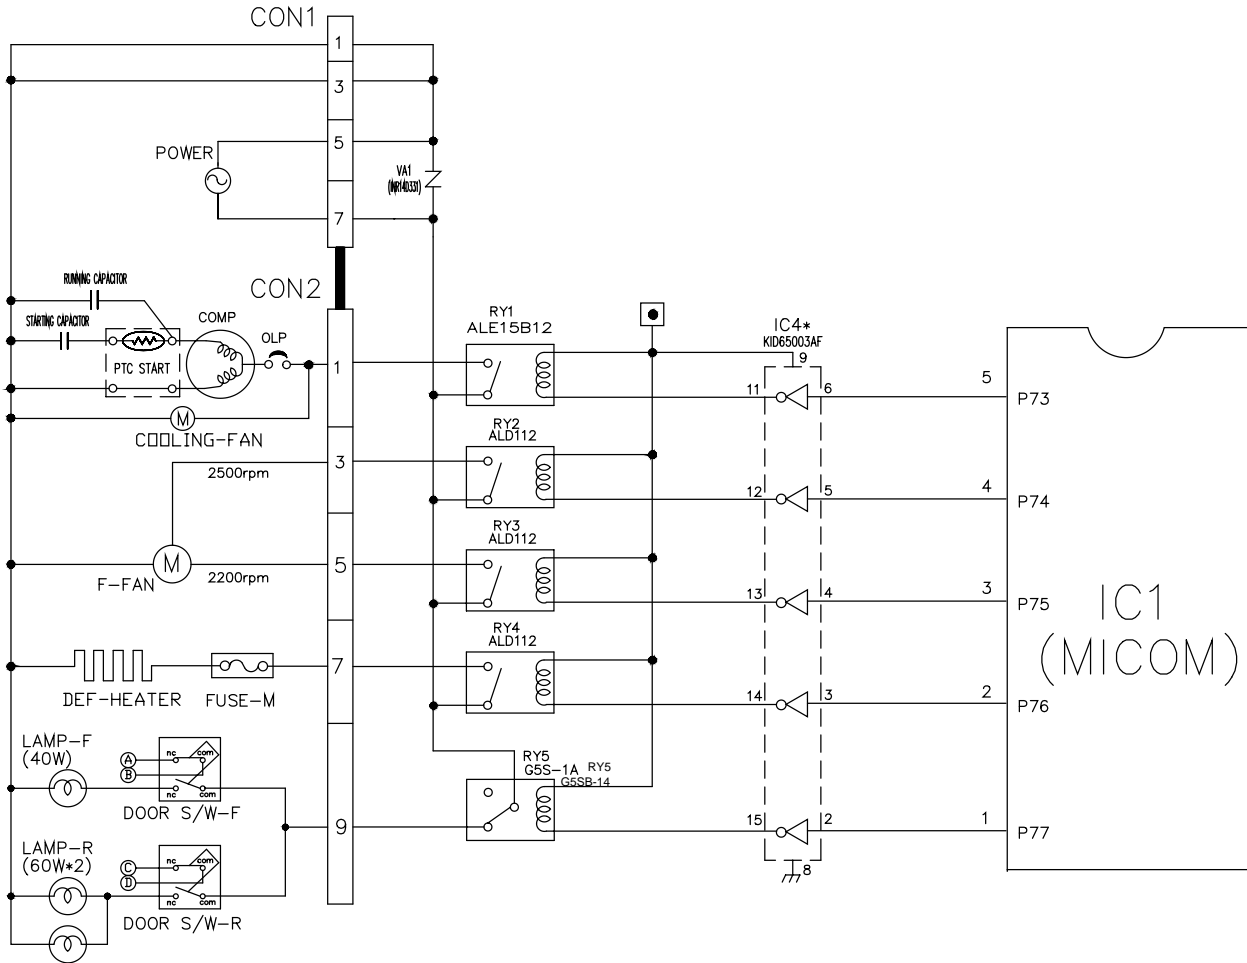 CON1
1
3
5
7
POWER
VA1
(INR14D331)
CON2
RUNNING CAPACITOR
STARTING CAPACITOR
PTC START
COMP
OLP
1
COOLING-FAN
2500rpm
3
F-FAN
M
M
2200rpm
5
DEF-HEATER
FUSE-M
7
LAMP-F
(40W)
A
B
nc
com
nc
com
DOOR S/W-F
9
LAMP-R
(60W*2)
C
D
nc
com
nc
com
DOOR S/W-R
RY1
ALE15B12
RY2
ALD112
RY3
ALD112
RY4
ALD112
RY5
G5S-1A
RY5
G5SB-14
IC4*
KID65003AF
9
11
6
5
P73
12
5
4
P74
13
4
3
P75
14
3
2
P76
15
2
1
P77
8
IC1
(MICOM)